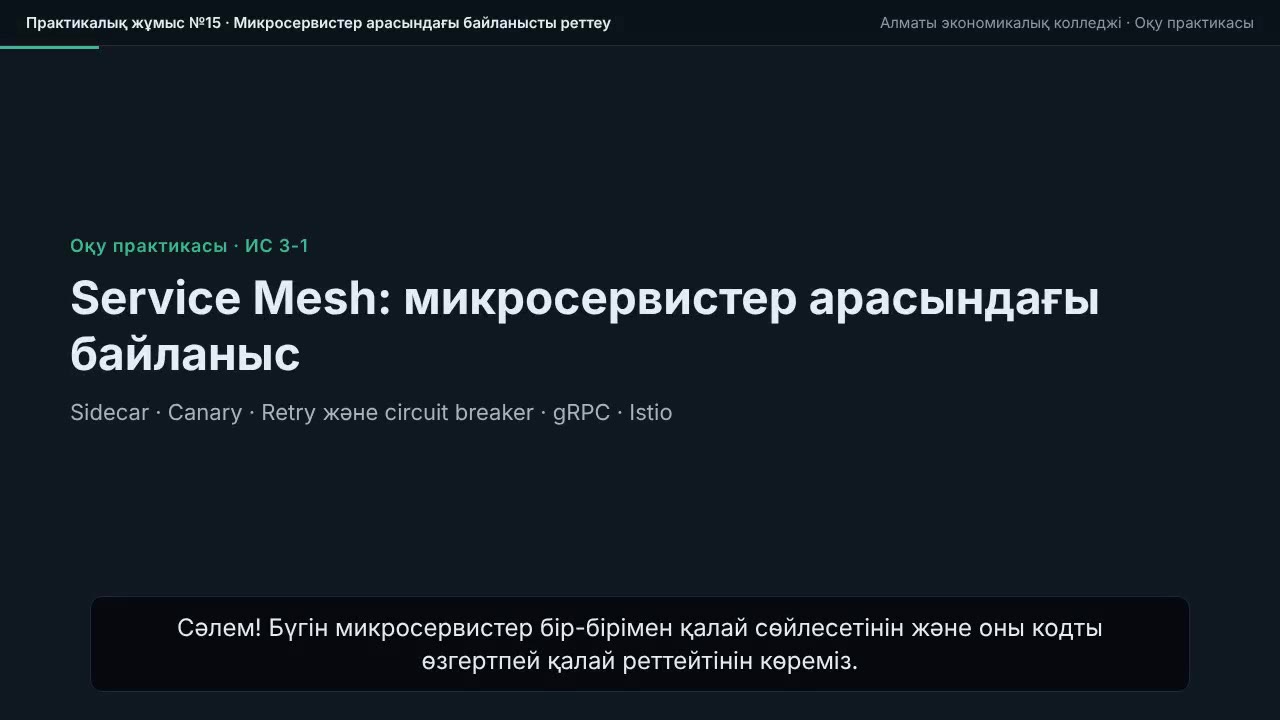 Практикалық жұмыс №15 · Микросервистер арасындағы байланысты реттеу
Алматы экономикалық колледжі · Оқу практикасы
Оқу практикасы · ИС 3-1
Service Mesh: микросервистер арасындағы
байланыс
Sidecar · Canary · Retry және circuit breaker · gRPC · Istio
Сәлем! Бүгін микросервистер бір-бірімен қалай сөйлесетінін және оны кодты
өзгертпей қалай реттейтінін көреміз.